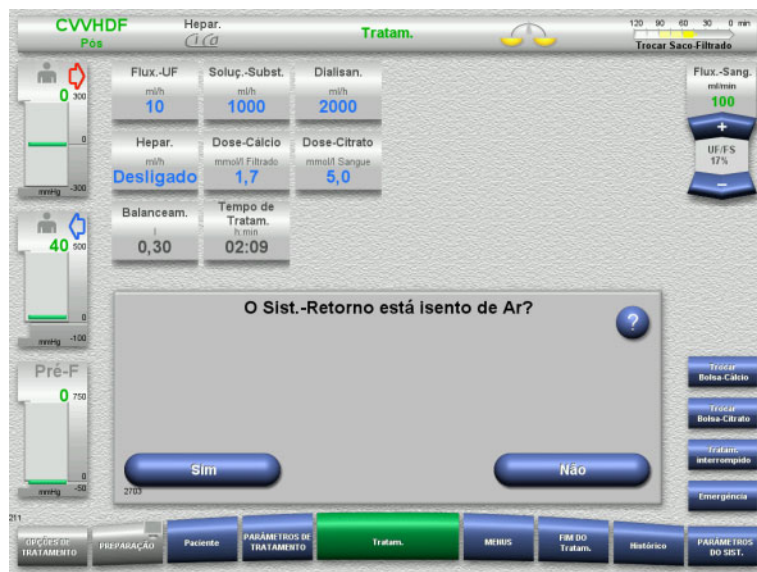 CVVHDF
Pós
Hepar.
Cica
Tratam.
120 90 60 30 0 min
Trocar Saco-Filtrado
0
300
0
-300
mmHg
Flux.-UF
ml/h
10
Soluç.-Subst.
ml/h
1000
Dialisan.
ml/h
2000
Flux.-Sang.
ml/min
100
+
UF/FS
17%
−
Hepar.
ml/h
Desligado
Dose-Cálcio
mmol/l Filtrado
1,7
Dose-Citrato
mmol/l Sangue
5,0
Balanceam.
l
0,30
Tempo de
Tratam.
h:min
02:09
40
500
0
-100
mmHg
O Sist.-Retorno está isento de Ar?
?
Sim
Não
2703
Pré-F
0
750
0
-50
mmHg
Trocar
Bolsa-Cálcio
Trocar
Bolsa-Citrato
Tratam.
interrompido
Emergência
211
OPÇÕES DE
TRATAMENTO
PREPARAÇÃO
Paciente
PARÂMETROS DE
TRATAMENTO
Tratam.
MENUS
FIM DO
Tratam.
Histórico
PARÂMETROS
DO SIST.